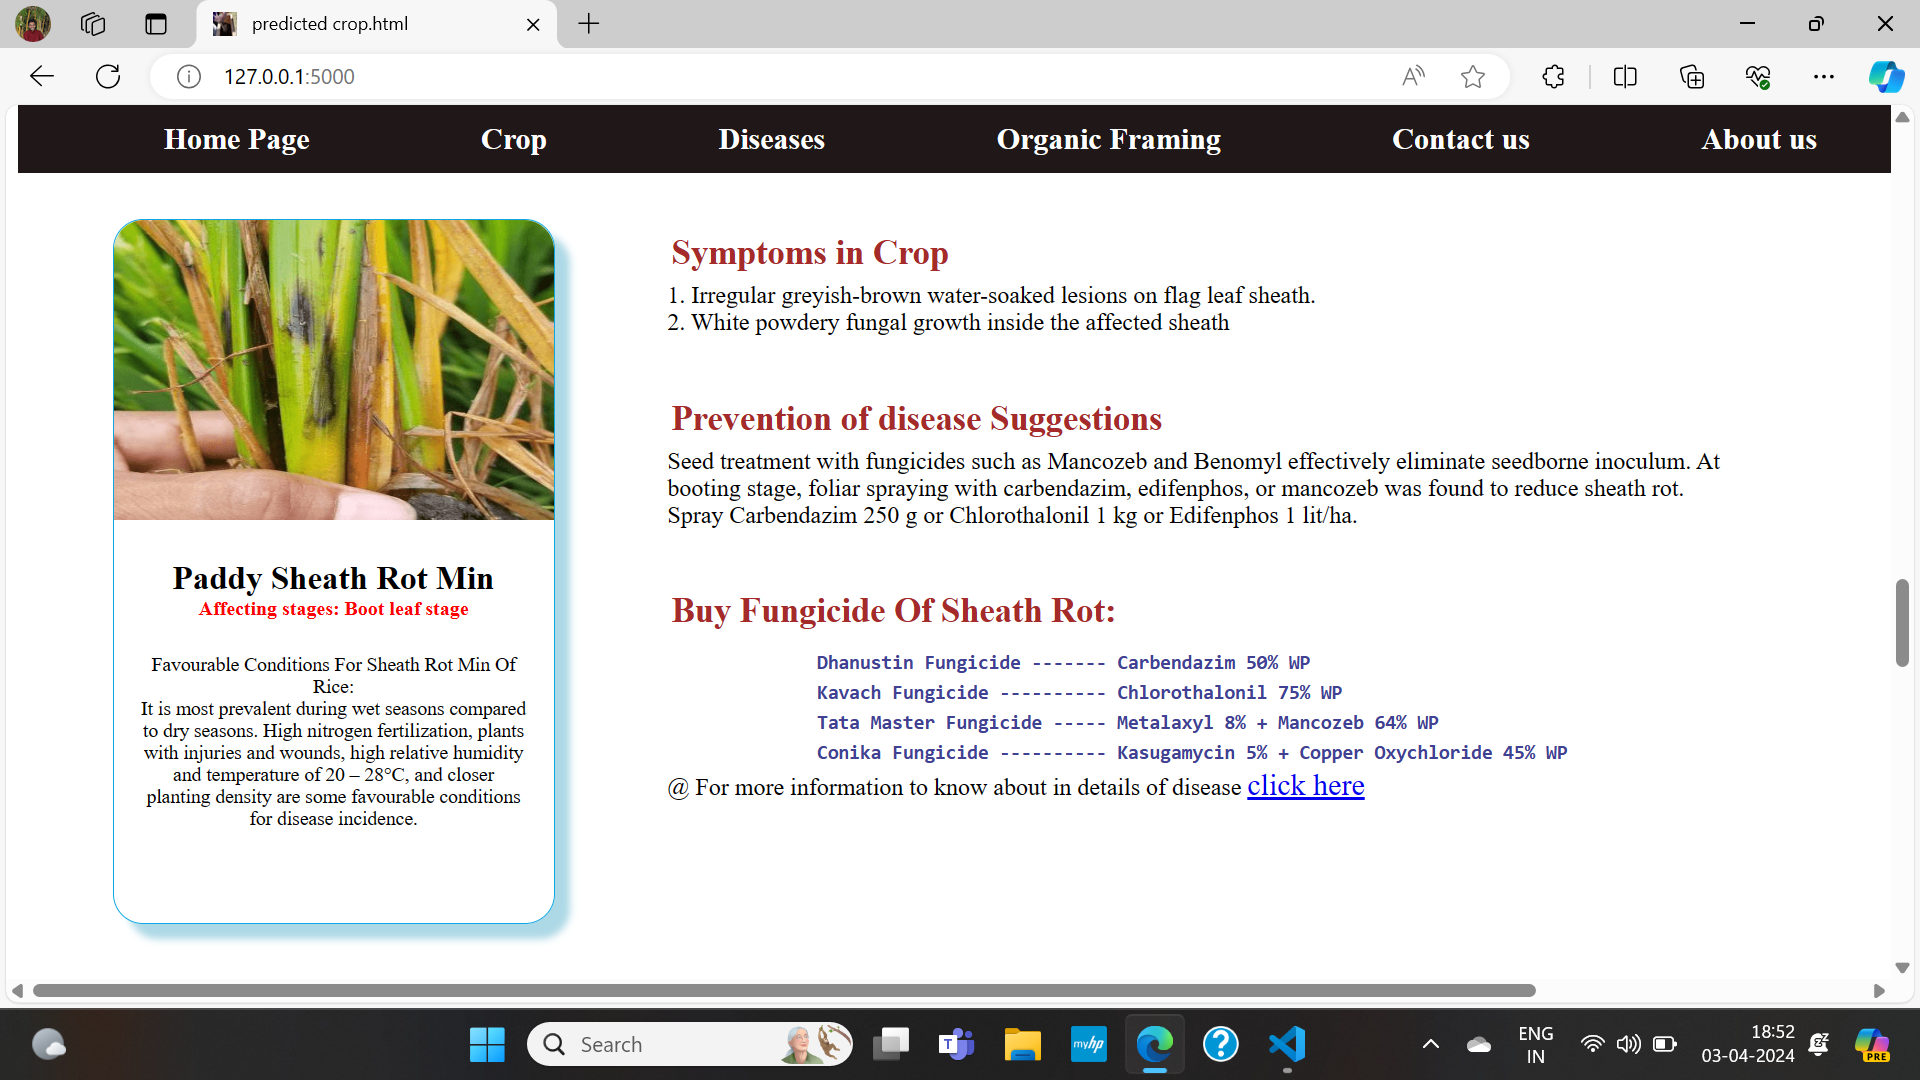 predicted crop.html
127.0.0.1:5000
Home Page Crop Diseases Organic Framing Contact us About us
Symptoms in Crop
1. Irregular greyish-brown water-soaked lesions on flag leaf sheath.
2. White powdery fungal growth inside the affected sheath
Prevention of disease Suggestions
Seed treatment with fungicides such as Mancozeb and Benomyl effectively eliminate seedborne inoculum. At
booting stage, foliar spraying with carbendazim, edifenphos, or mancozeb was found to reduce sheath rot.
Spray Carbendazim 250 g or Chlorothalonil 1 kg or Edifenphos 1 lit/ha.
Buy Fungicide Of Sheath Rot:
Dhanustin Fungicide ------- Carbendazim 50% WP
Kavach Fungicide ---------- Chlorothalonil 75% WP
Tata Master Fungicide ----- Metalaxyl 8% + Mancozeb 64% WP
Conika Fungicide ---------- Kasugamycin 5% + Copper Oxychloride 45% WP
@ For more information to know about in details of disease click here
Paddy Sheath Rot Min
Affecting stages: Boot leaf stage
Favourable Conditions For Sheath Rot Min Of
Rice:
It is most prevalent during wet seasons compared
to dry seasons. High nitrogen fertilization, plants
with injuries and wounds, high relative humidity
and temperature of 20 – 28°C, and closer
planting density are some favourable conditions
for disease incidence.
Search
T
myhp
ENG
IN
18:52
03-04-2024
PRE